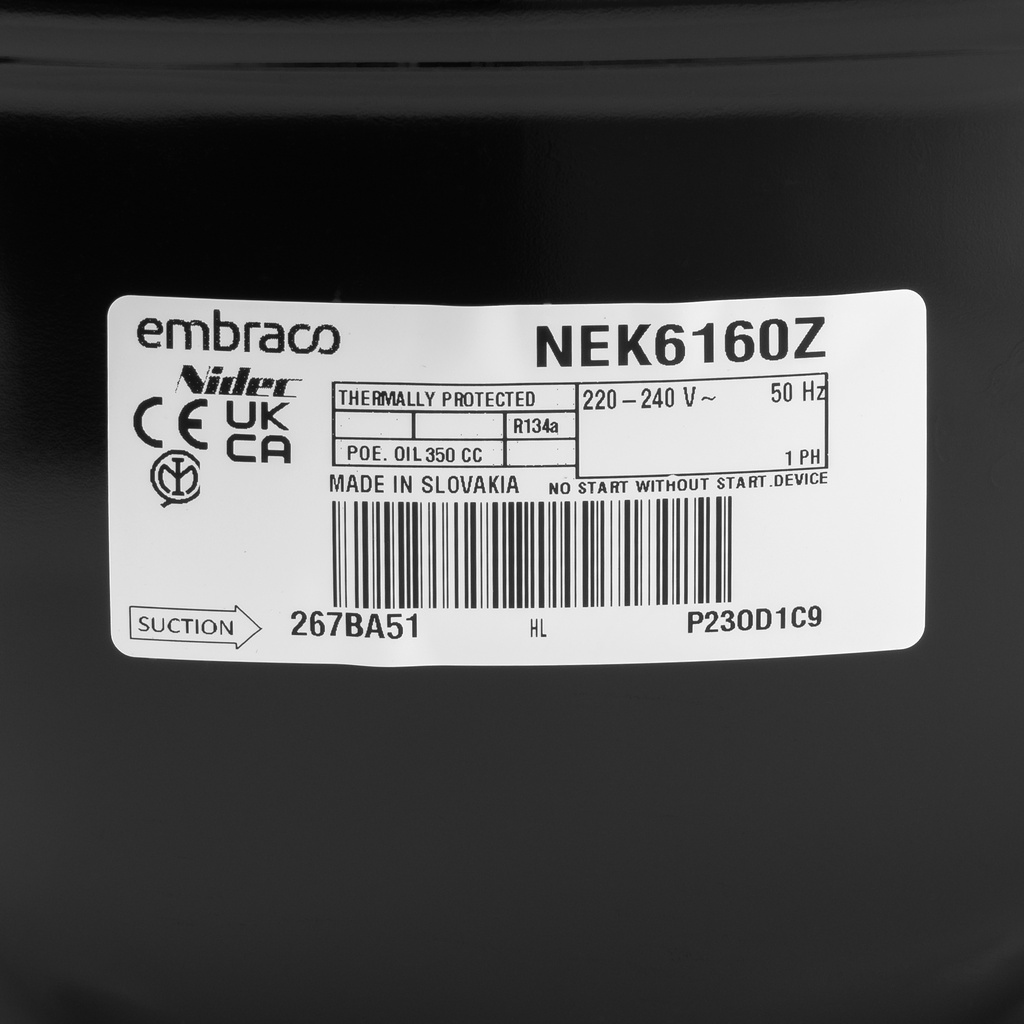 embraco
NEK6160Z
Nidec
CE UK
CA
THERMALLY PROTECTED
R134a
POE. OIL 350 CC
220 – 240 V ~ 50 Hz
1 PH
MADE IN SLOVAKIA
NO START WITHOUT START.DEVICE
SUCTION
267BA51
HL
P230D1C9